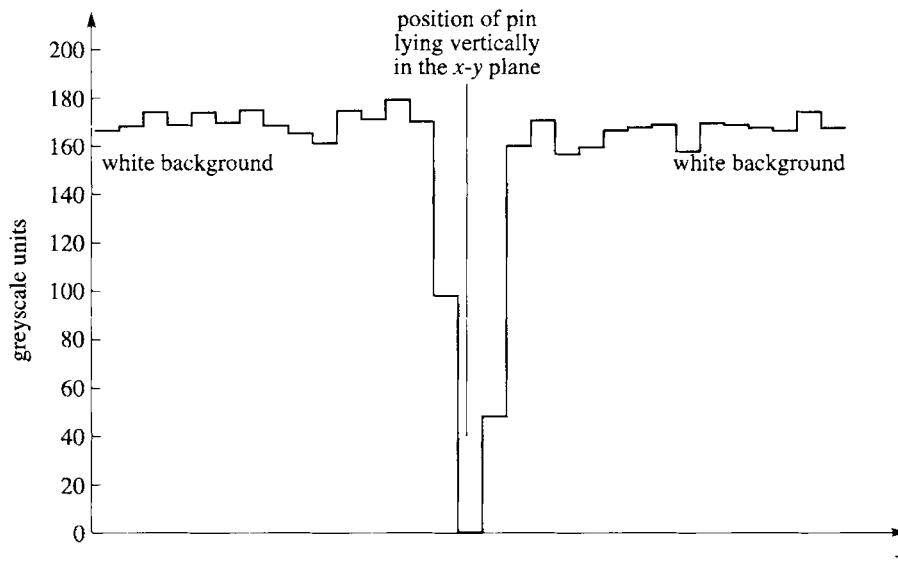 position of pin
lying vertically
in the x-y plane
200
180
160
white background
white background
140
120
100
80
60
40
20
0
greyscale units